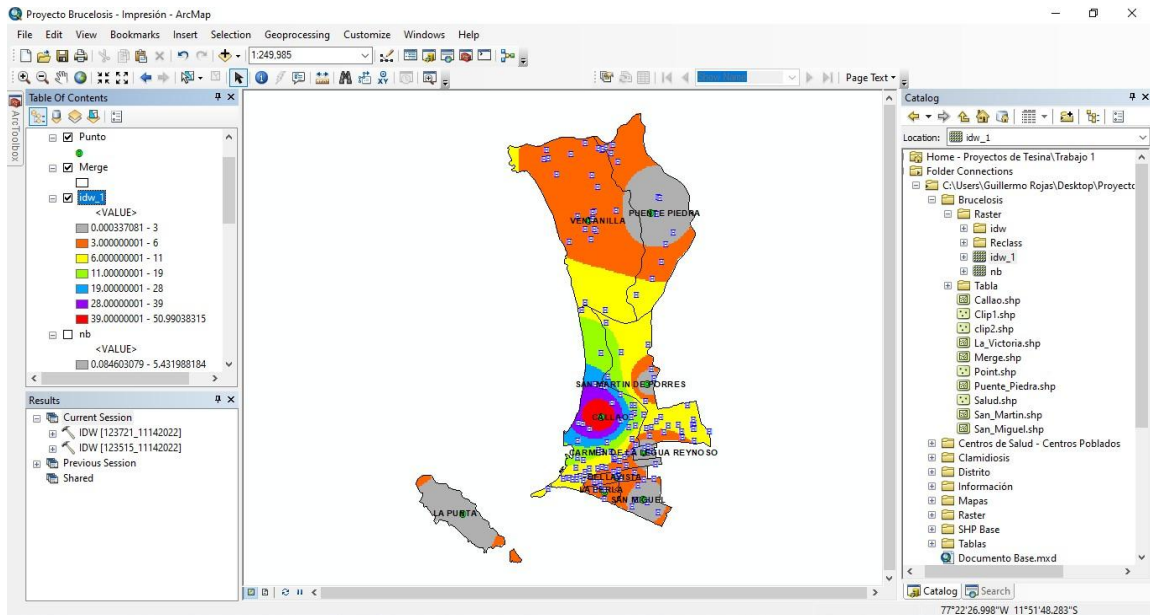 Proyecto Brucelosis - Impresión - ArcMap
File Edit View Bookmarks Insert Selection Geoprocessing Customize Windows Help
1:249,985
Page Text
Table Of Contents
ArcToolbox
Punto
Merge
idw_1
<VALUE>
0.000337081 - 3
3.000000001 - 6
6.00000001 - 11
11.00000001 - 19
19.00000001 - 28
28.00000001 - 39
39.00000001 - 50.99038315
nb
<VALUE>
0.084603079 - 5.431988184
Results
Current Session
IDW [123721_11142022]
IDW [123515_11142022]
Previous Session
Shared
PUENTE PIEDRA
VENTANILLA
SAN MARTIN DE PORRES
CALLAO
CARMEN DE LA LEGUA REYNOSO
BELLAVISTA
LA PERLA
SAN MIGUEL
LA PUNTA
Catalog
Location: idw_1
Home - Proyectos de Tesina\Trabajo 1
Folder Connections
C:\Users\Guillermo Rojas\Desktop\Proyecto
Brucelosis
Raster
idw
Reclass
idw_1
nb
Tabla
Callao.shp
Clip1.shp
clip2.shp
La_Victoria.shp
Merge.shp
Point.shp
Puente_Piedra.shp
Salud.shp
San_Martin.shp
San_Miguel.shp
Centros de Salud - Centros Poblados
Clamidiosis
Distrito
Información
Mapas
Raster
SHP Base
Tablas
Documento Base.mxd
Catalog Search
77°22'26.998"W 11°51'48.283"S